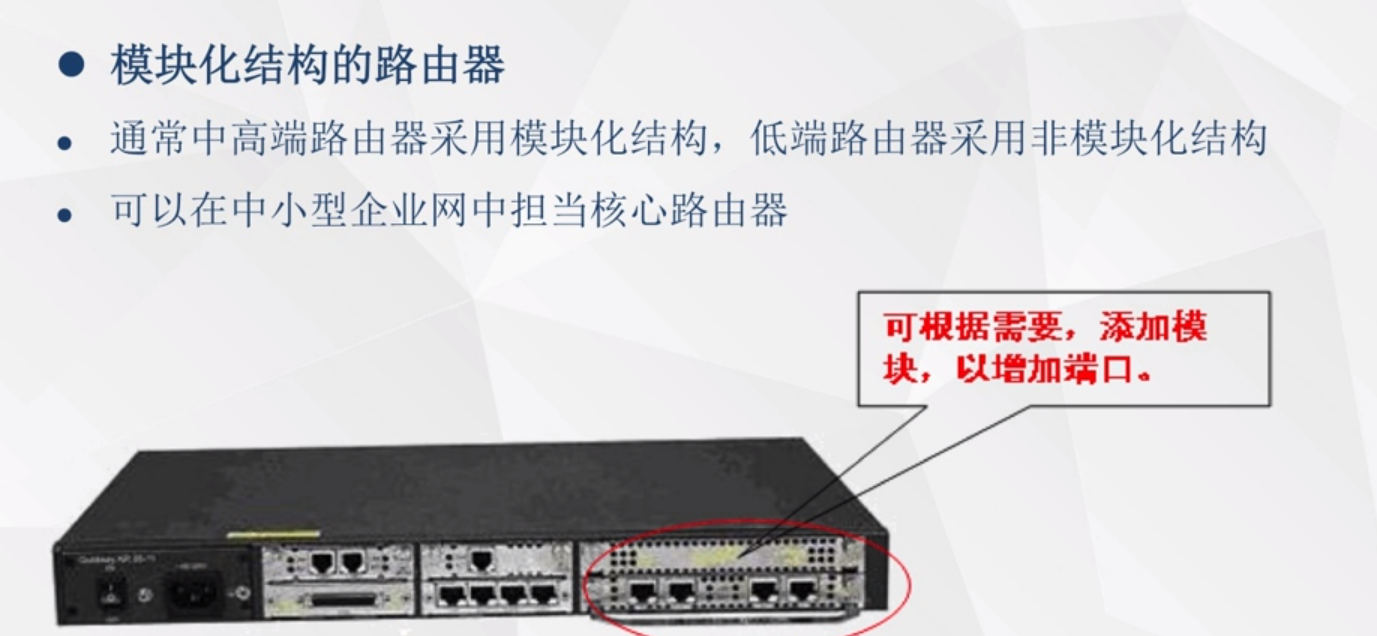 模块化结构的路由器
通常中高端路由器采用模块化结构，低端路由器采用非模块化结构
可以在中小型企业网中担当核心路由器
可根据需要，添加模
块，以增加端口。